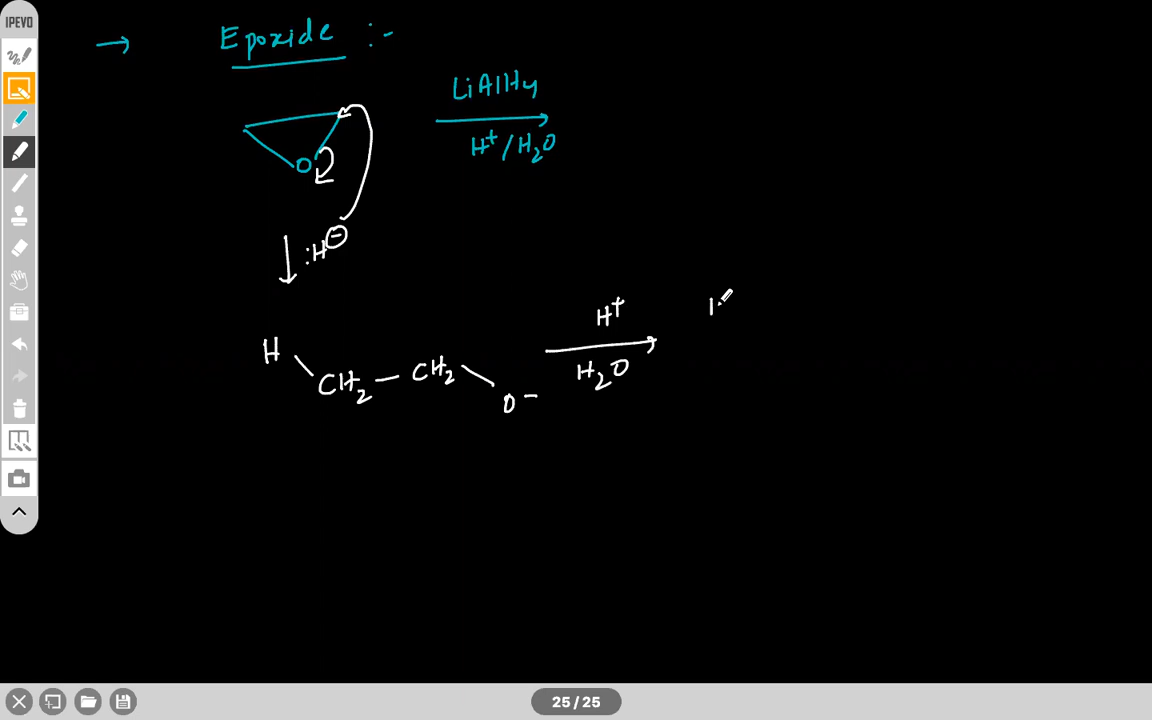 IPEVO
→ Epoxide :-
LiAlH4
H+/H2O
O
:H⊖
H+
H2O
H
CH2 — CH2
O−
25/25